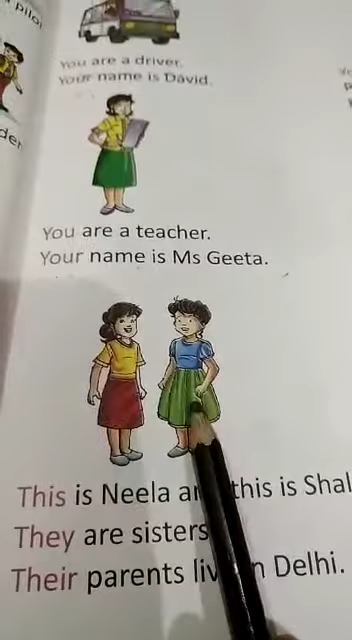 pilot
You are a driver.
Your name is David.
You are a teacher.
Your name is Ms Geeta.
This is Neela this is
They are sisters
Their parents Delhi.